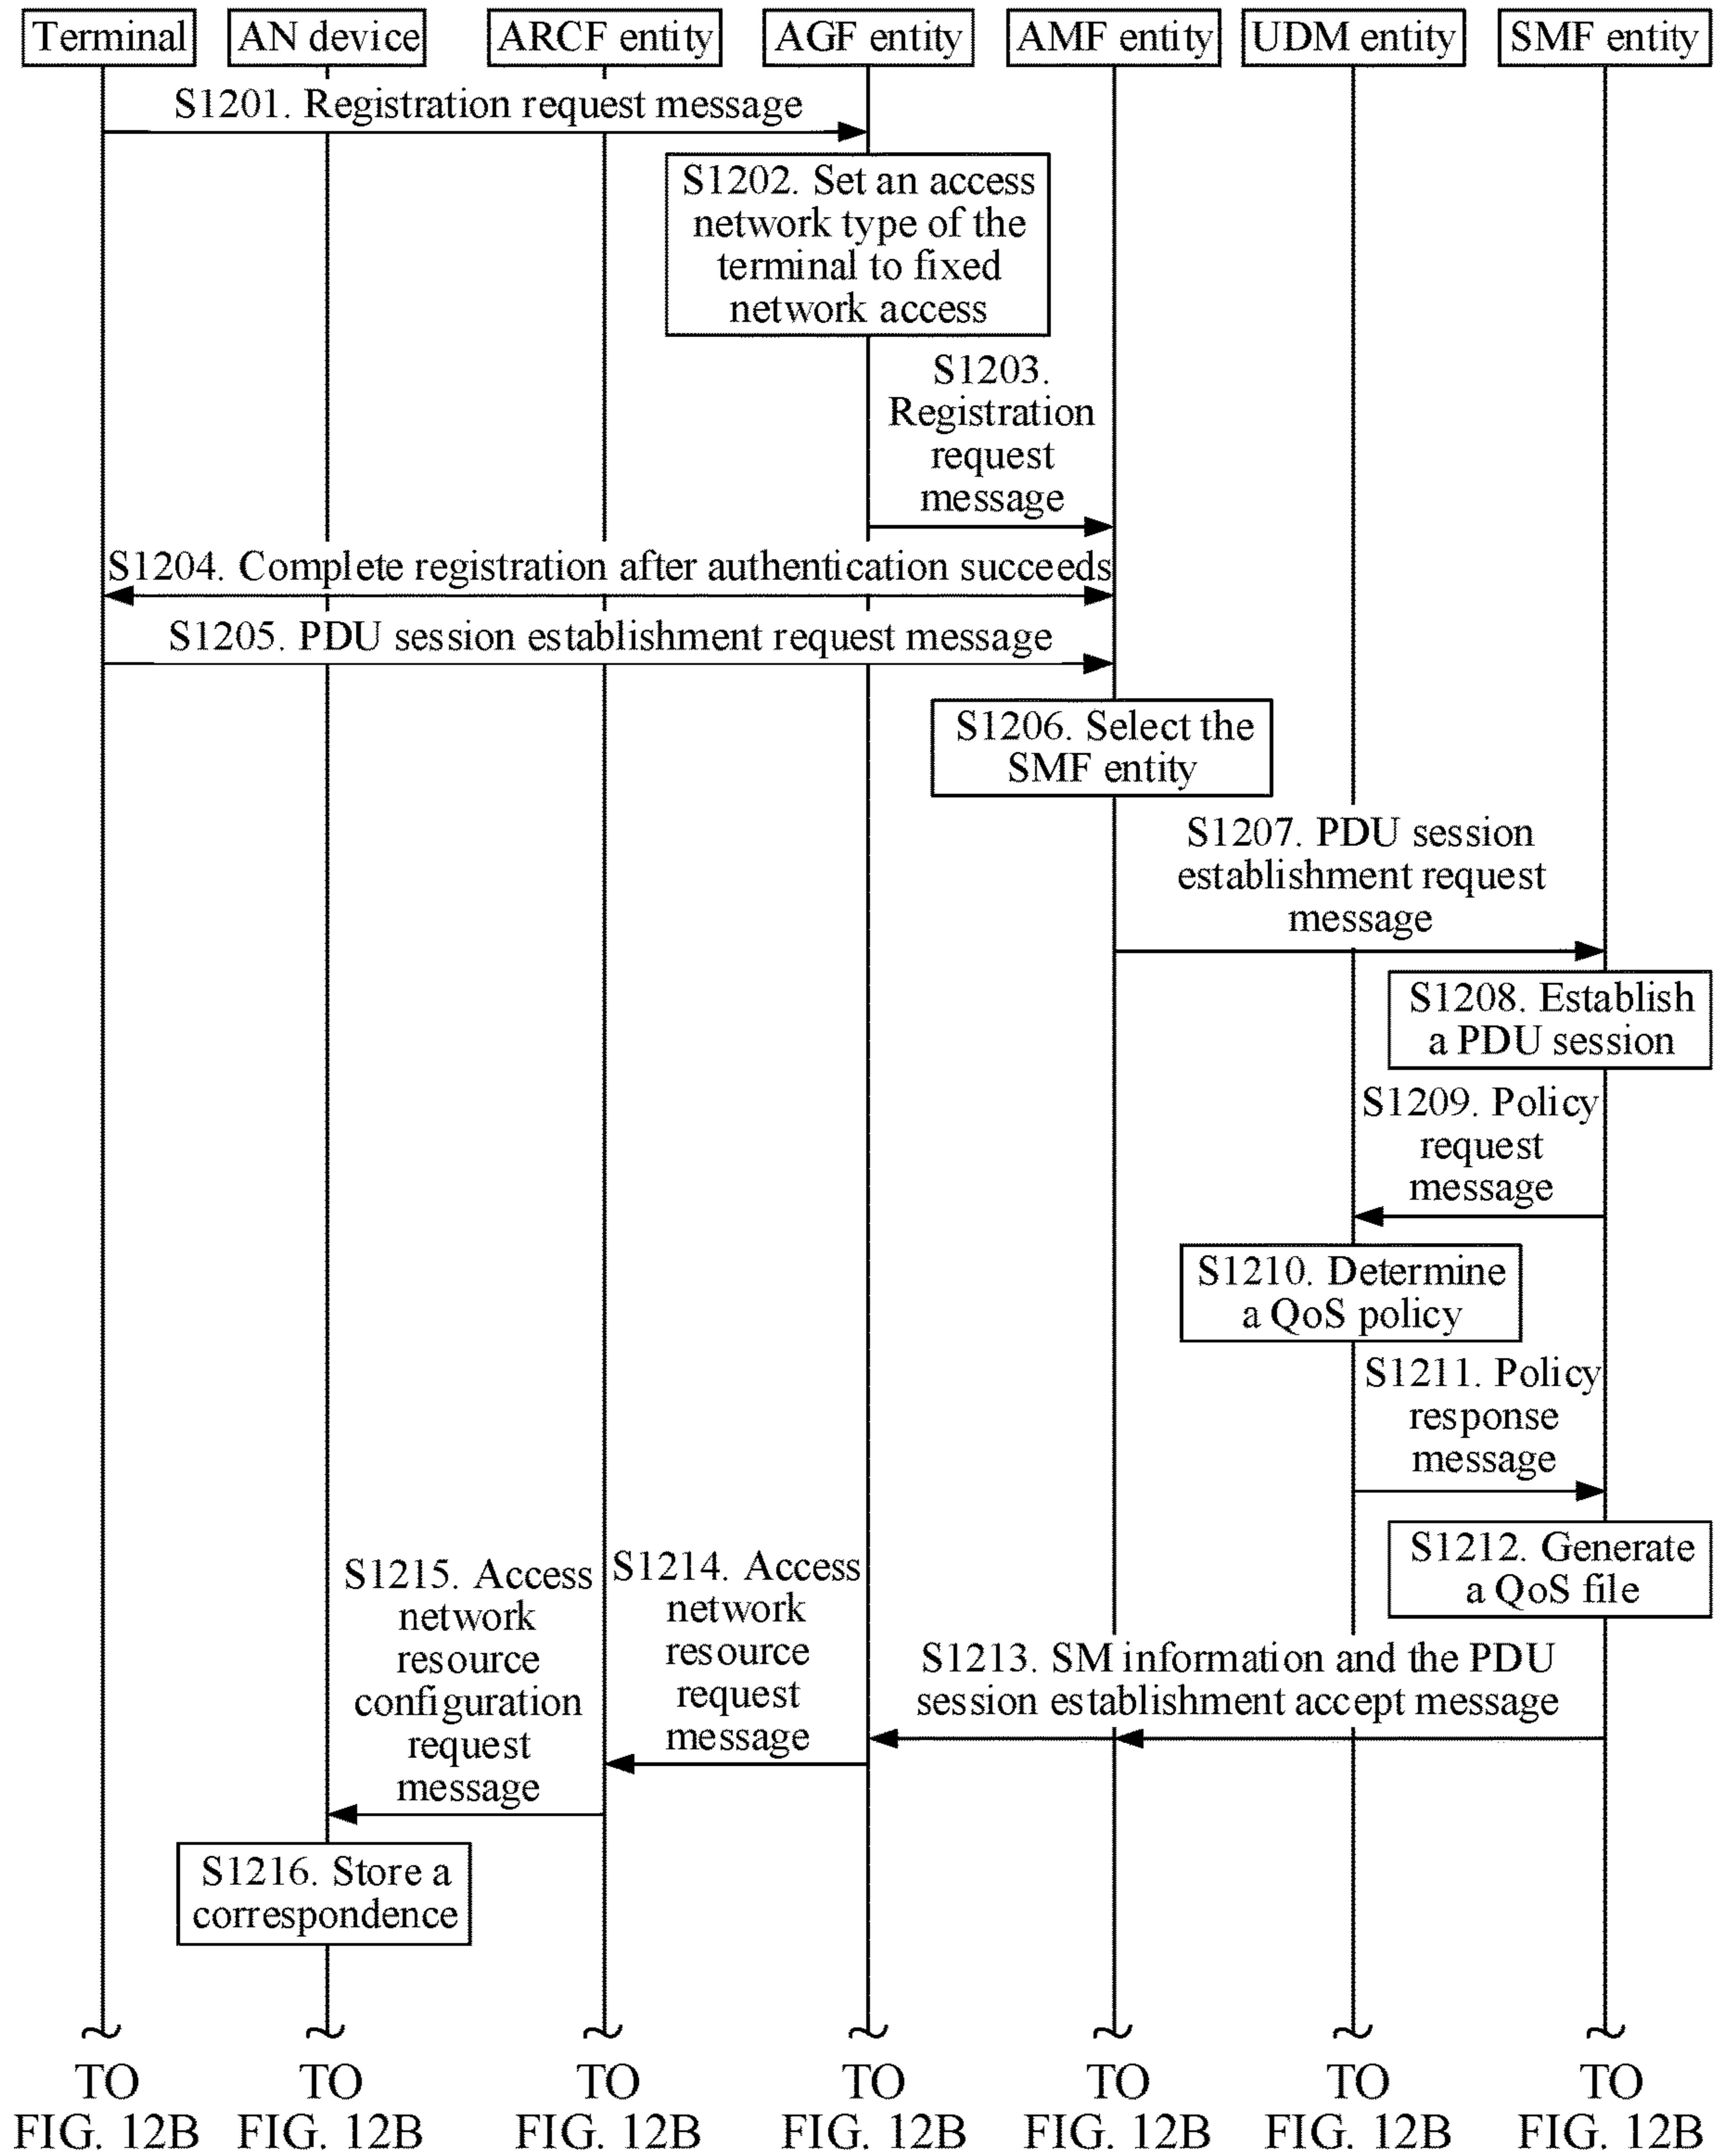 Terminal
AN device
ARCF entity
AGF entity
AMF entity
UDM entity
SMF entity
S1201. Registration request message
S1202. Set an access
network type of the
terminal to fixed
network access
S1203.
Registration
request
message
S1204. Complete registration after authentication succeeds
S1205. PDU session establishment request message
S1206. Select the
SMF entity
S1207. PDU session
establishment request
message
S1208. Establish
a PDU session
S1209. Policy
request
message
S1210. Determine
a QoS policy
S1211. Policy
response
message
S1212. Generate
a QoS file
S1213. SM information and the PDU
session establishment accept message
S1214. Access
network
resource
request
message
S1215. Access
network
resource
configuration
request
message
S1216. Store a
correspondence
TO
FIG. 12B
TO
FIG. 12B
TO
FIG. 12B
TO
FIG. 12B
TO
FIG. 12B
TO
FIG. 12B
TO
FIG. 12B